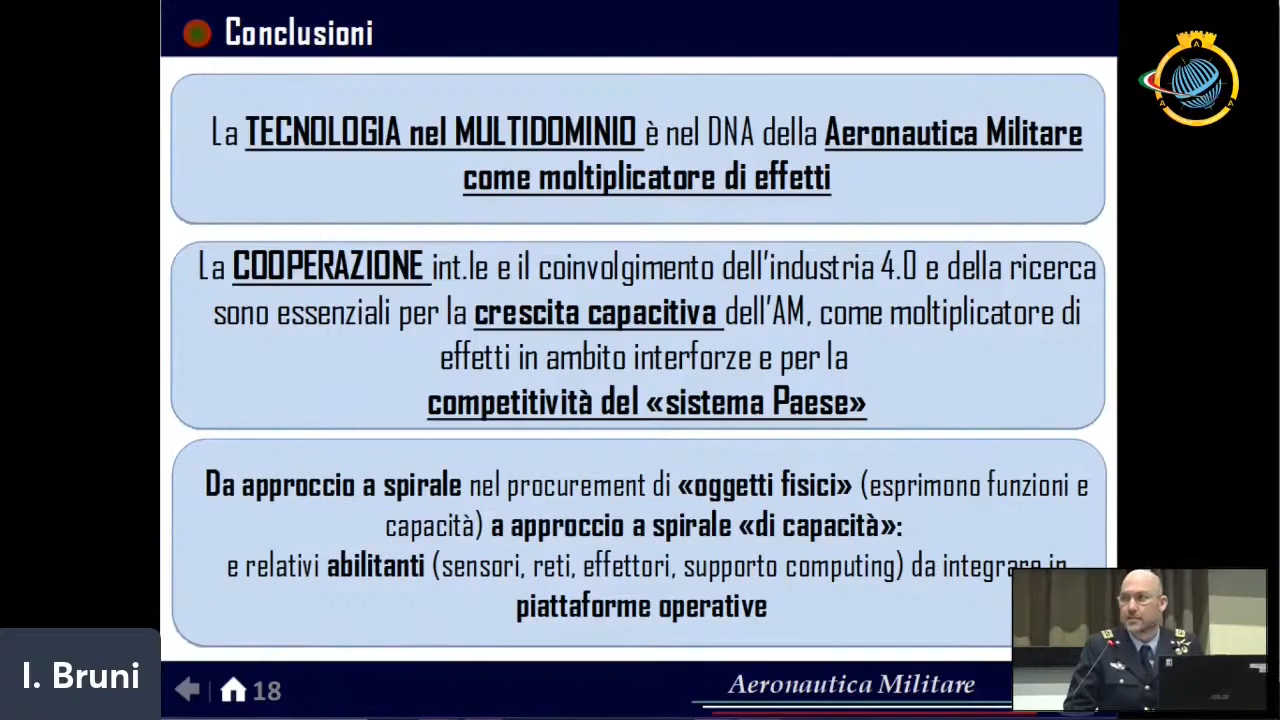 Conclusioni
La TECNOLOGIA nel MULTIDOMINIO è nel DNA della Aeronautica Militare
come moltiplicatore di effetti
La COOPERAZIONE int.le e il coinvolgimento dell'industria 4.0 e della ricerca
sono essenziali per la crescita capacitiva dell'AM, come moltiplicatore di
effetti in ambito interforze e per la
competitività del «sistema Paese»
Da approccio a spirale nel procurement di «oggetti fisici» (esprimono funzioni e
capacità) a approccio a spirale «di capacità»:
e relativi abilitanti (sensori, reti, effettori, supporto computing) da integrare in
piattaforme operative
I. Bruni
18
Aeronautica Militare